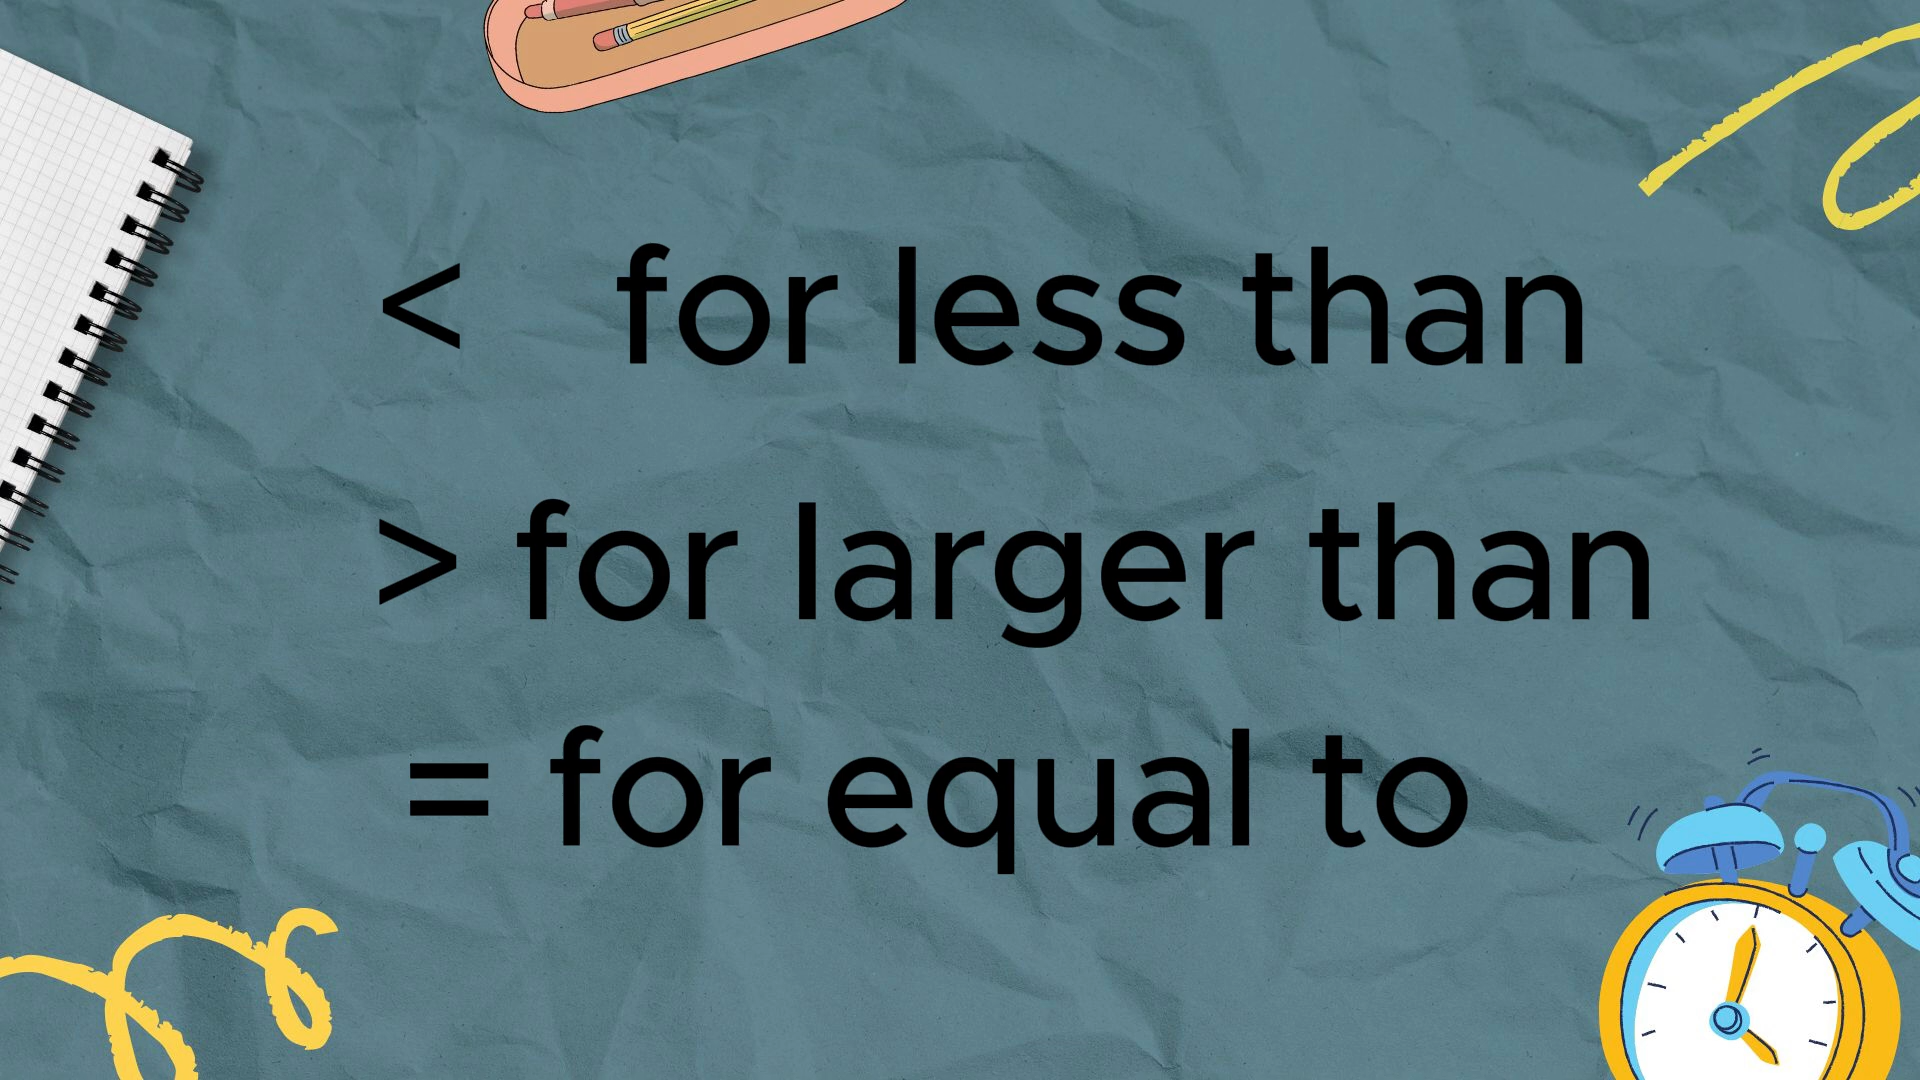 < for less than
> for larger than
= for equal to